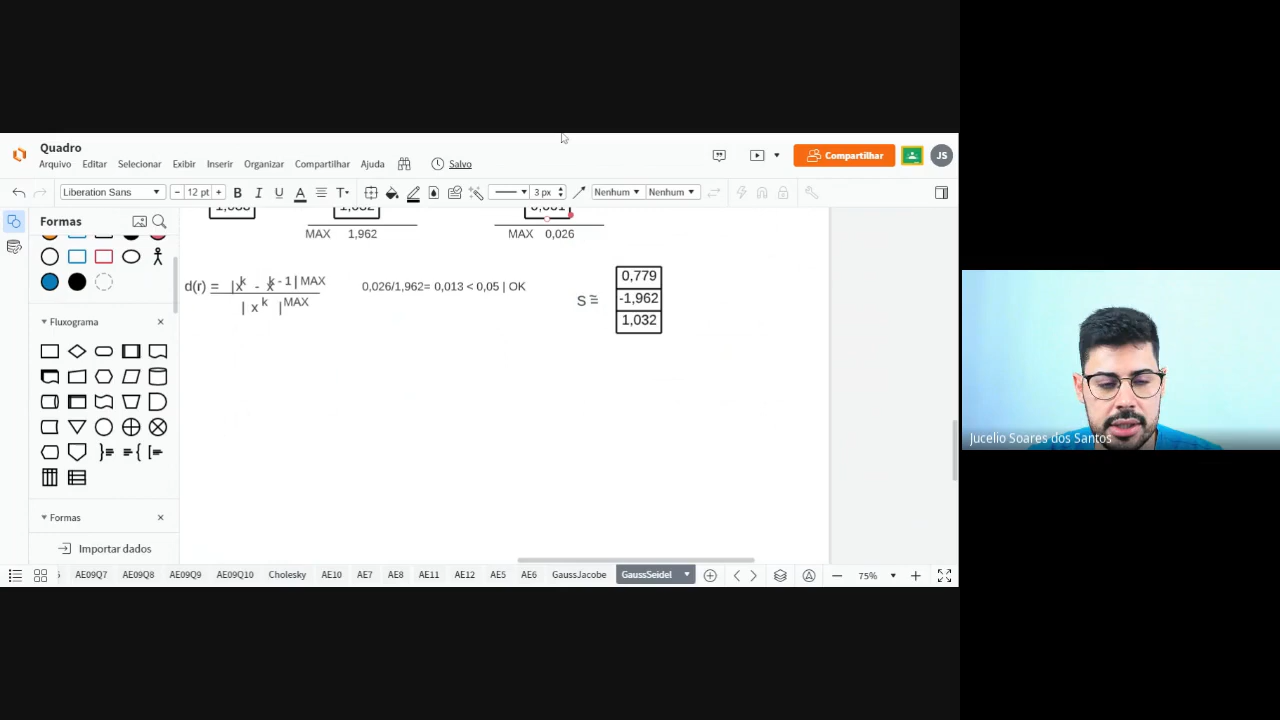 Quadro
Arquivo Editar Selecionar Exibir Inserir Organizar Compartilhar Ajuda Salvo
Compartilhar
JS
Liberation Sans
12 pt
B I U A T
3 px
Nenhum
Nenhum
Formas
MAX 1,962
MAX 0,026
d(r) = |x k - x k - 1 | MAX
| x k | MAX
0,026/1,962= 0,013 < 0,05 | OK
S ≅
0,779
-1,962
1,032
Fluxograma
Formas
Importar dados
Jucelio Soares dos Santos
AE09Q7 AE09Q8 AE09Q9 AE09Q10 Cholesky AE10 AE7 AE8 AE11 AE12 AE5 AE6 GaussJacobe GaussSeidel
75%